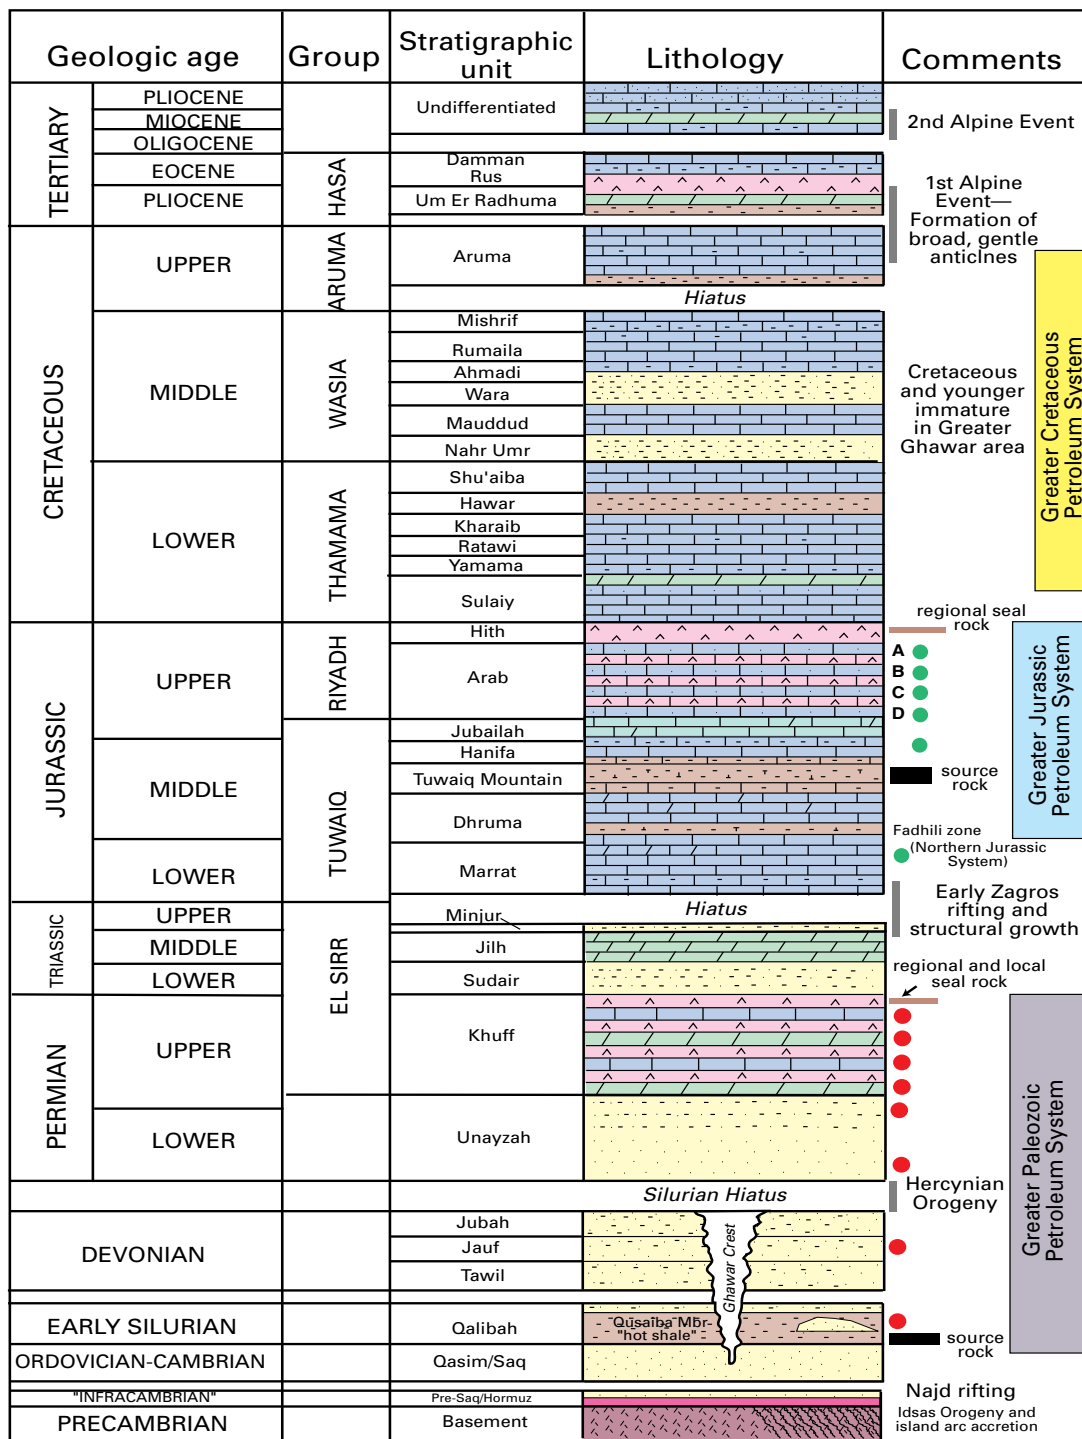 Geologic age
Group
Stratigraphic
unit
Lithology
Comments
TERTIARY
PLIOCENE
MIOCENE
OLIGOCENE
EOCENE
PLIOCENE
HASA
Undifferentiated
Damman
Rus
Um Er Radhuma
2nd Alpine Event
1st Alpine
Event—
Formation of
broad, gentle
anticlnes
CRETACEOUS
UPPER
ARUMA
Aruma
Hiatus
MIDDLE
WASIA
Mishrif
Rumaila
Ahmadi
Wara
Mauddud
Nahr Umr
Cretaceous
and younger
immature
in Greater
Ghawar area
Greater Cretaceous
Petroleum System
LOWER
THAMAMA
Shu'aiba
Hawar
Kharaib
Ratawi
Yamama
Sulaiy
JURASSIC
UPPER
RIYADH
Hith
Arab
regional seal
rock
A
B
C
D
MIDDLE
TUWAIQ
Jubailah
Hanifa
Tuwaiq Mountain
Dhruma
source
rock
Greater Jurassic
Petroleum System
LOWER
Marrat
Fadhili zone
(Northern Jurassic
System)
Hiatus
Early Zagros
rifting and
structural growth
TRIASSIC
UPPER
MIDDLE
LOWER
EL SIRR
Minjur
Jilh
Sudair
regional and local
seal rock
PERMIAN
UPPER
Khuff
LOWER
Unayzah
Greater Paleozoic
Petroleum System
Silurian Hiatus
Hercynian
Orogeny
DEVONIAN
Jubah
Jauf
Tawil
Ghawar Crest
EARLY SILURIAN
Qalibah
Qusaiba Mbr-
"hot shale"
source
rock
ORDOVICIAN-CAMBRIAN
Qasim/Saq
"INFRACAMBRIAN"
Pre-Saq/Hormuz
Najd rifting
PRECAMBRIAN
Basement
Idsas Orogeny and
island arc accretion